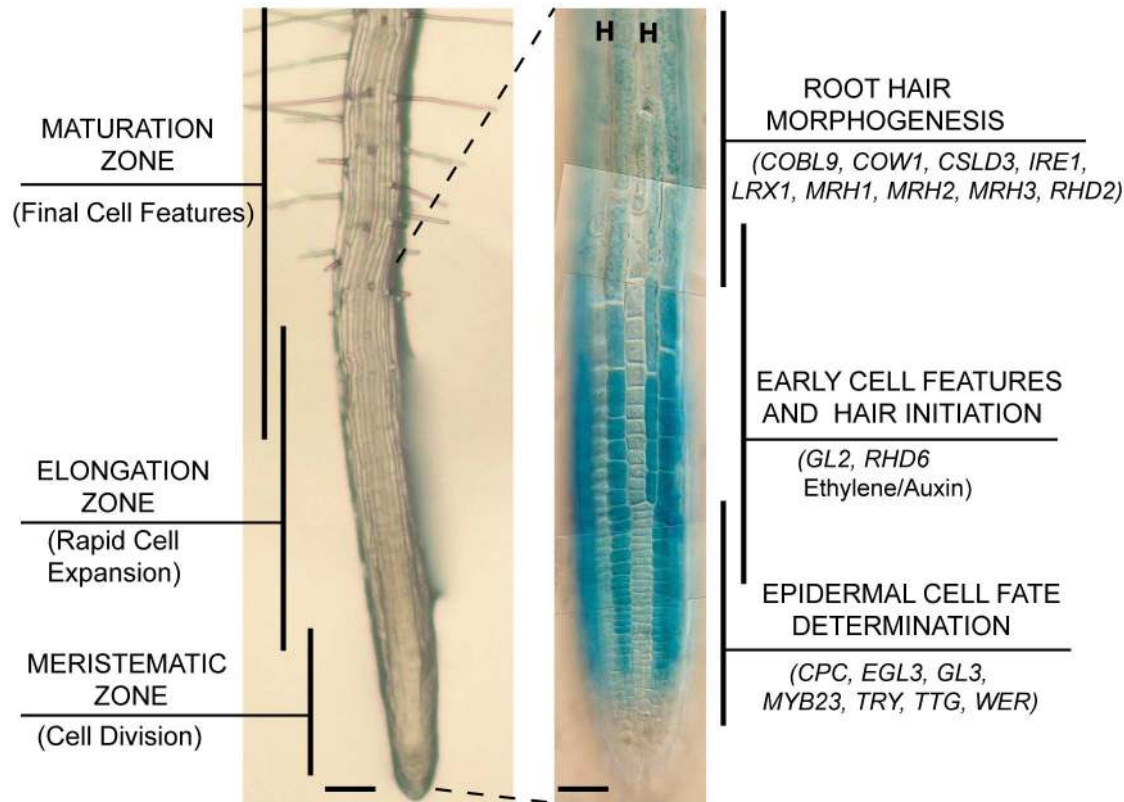 MATURATION
ZONE
(Final Cell Features)
ELONGATION
ZONE
(Rapid Cell
Expansion)
MERISTEMATIC
ZONE
(Cell Division)
H H
ROOT HAIR
MORPHOGENESIS
(COBL9, COW1, CSLD3, IRE1,
LRX1, MRH1, MRH2, MRH3, RHD2)
EARLY CELL FEATURES
AND HAIR INITIATION
(GL2, RHD6
Ethylene/Auxin)
EPIDERMAL CELL FATE
DETERMINATION
(CPC, EGL3, GL3,
MYB23, TRY, TTG, WER)